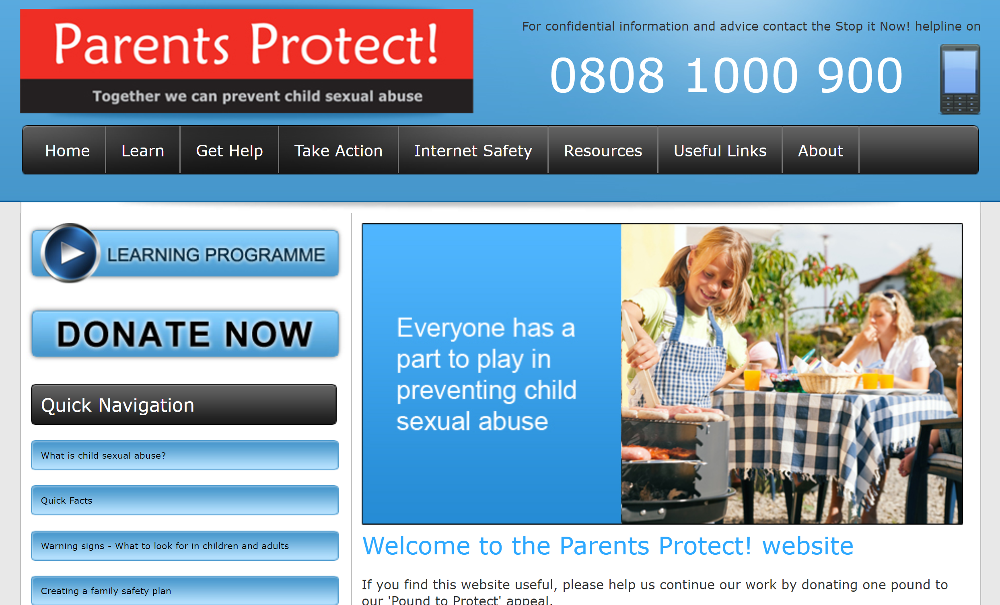 Parents Protect!
Together we can prevent child sexual abuse
For confidential information and advice contact the Stop it Now! helpline on
0808 1000 900
Home
Learn
Get Help
Take Action
Internet Safety
Resources
Useful Links
About
LEARNING PROGRAMME
DONATE NOW
Quick Navigation
What is child sexual abuse?
Quick Facts
Warning signs - What to look for in children and adults
Creating a family safety plan
Everyone has a
part to play in
preventing child
sexual abuse
Welcome to the Parents Protect! website
If you find this website useful, please help us continue our work by donating one pound to
our 'Pound to Protect' appeal.